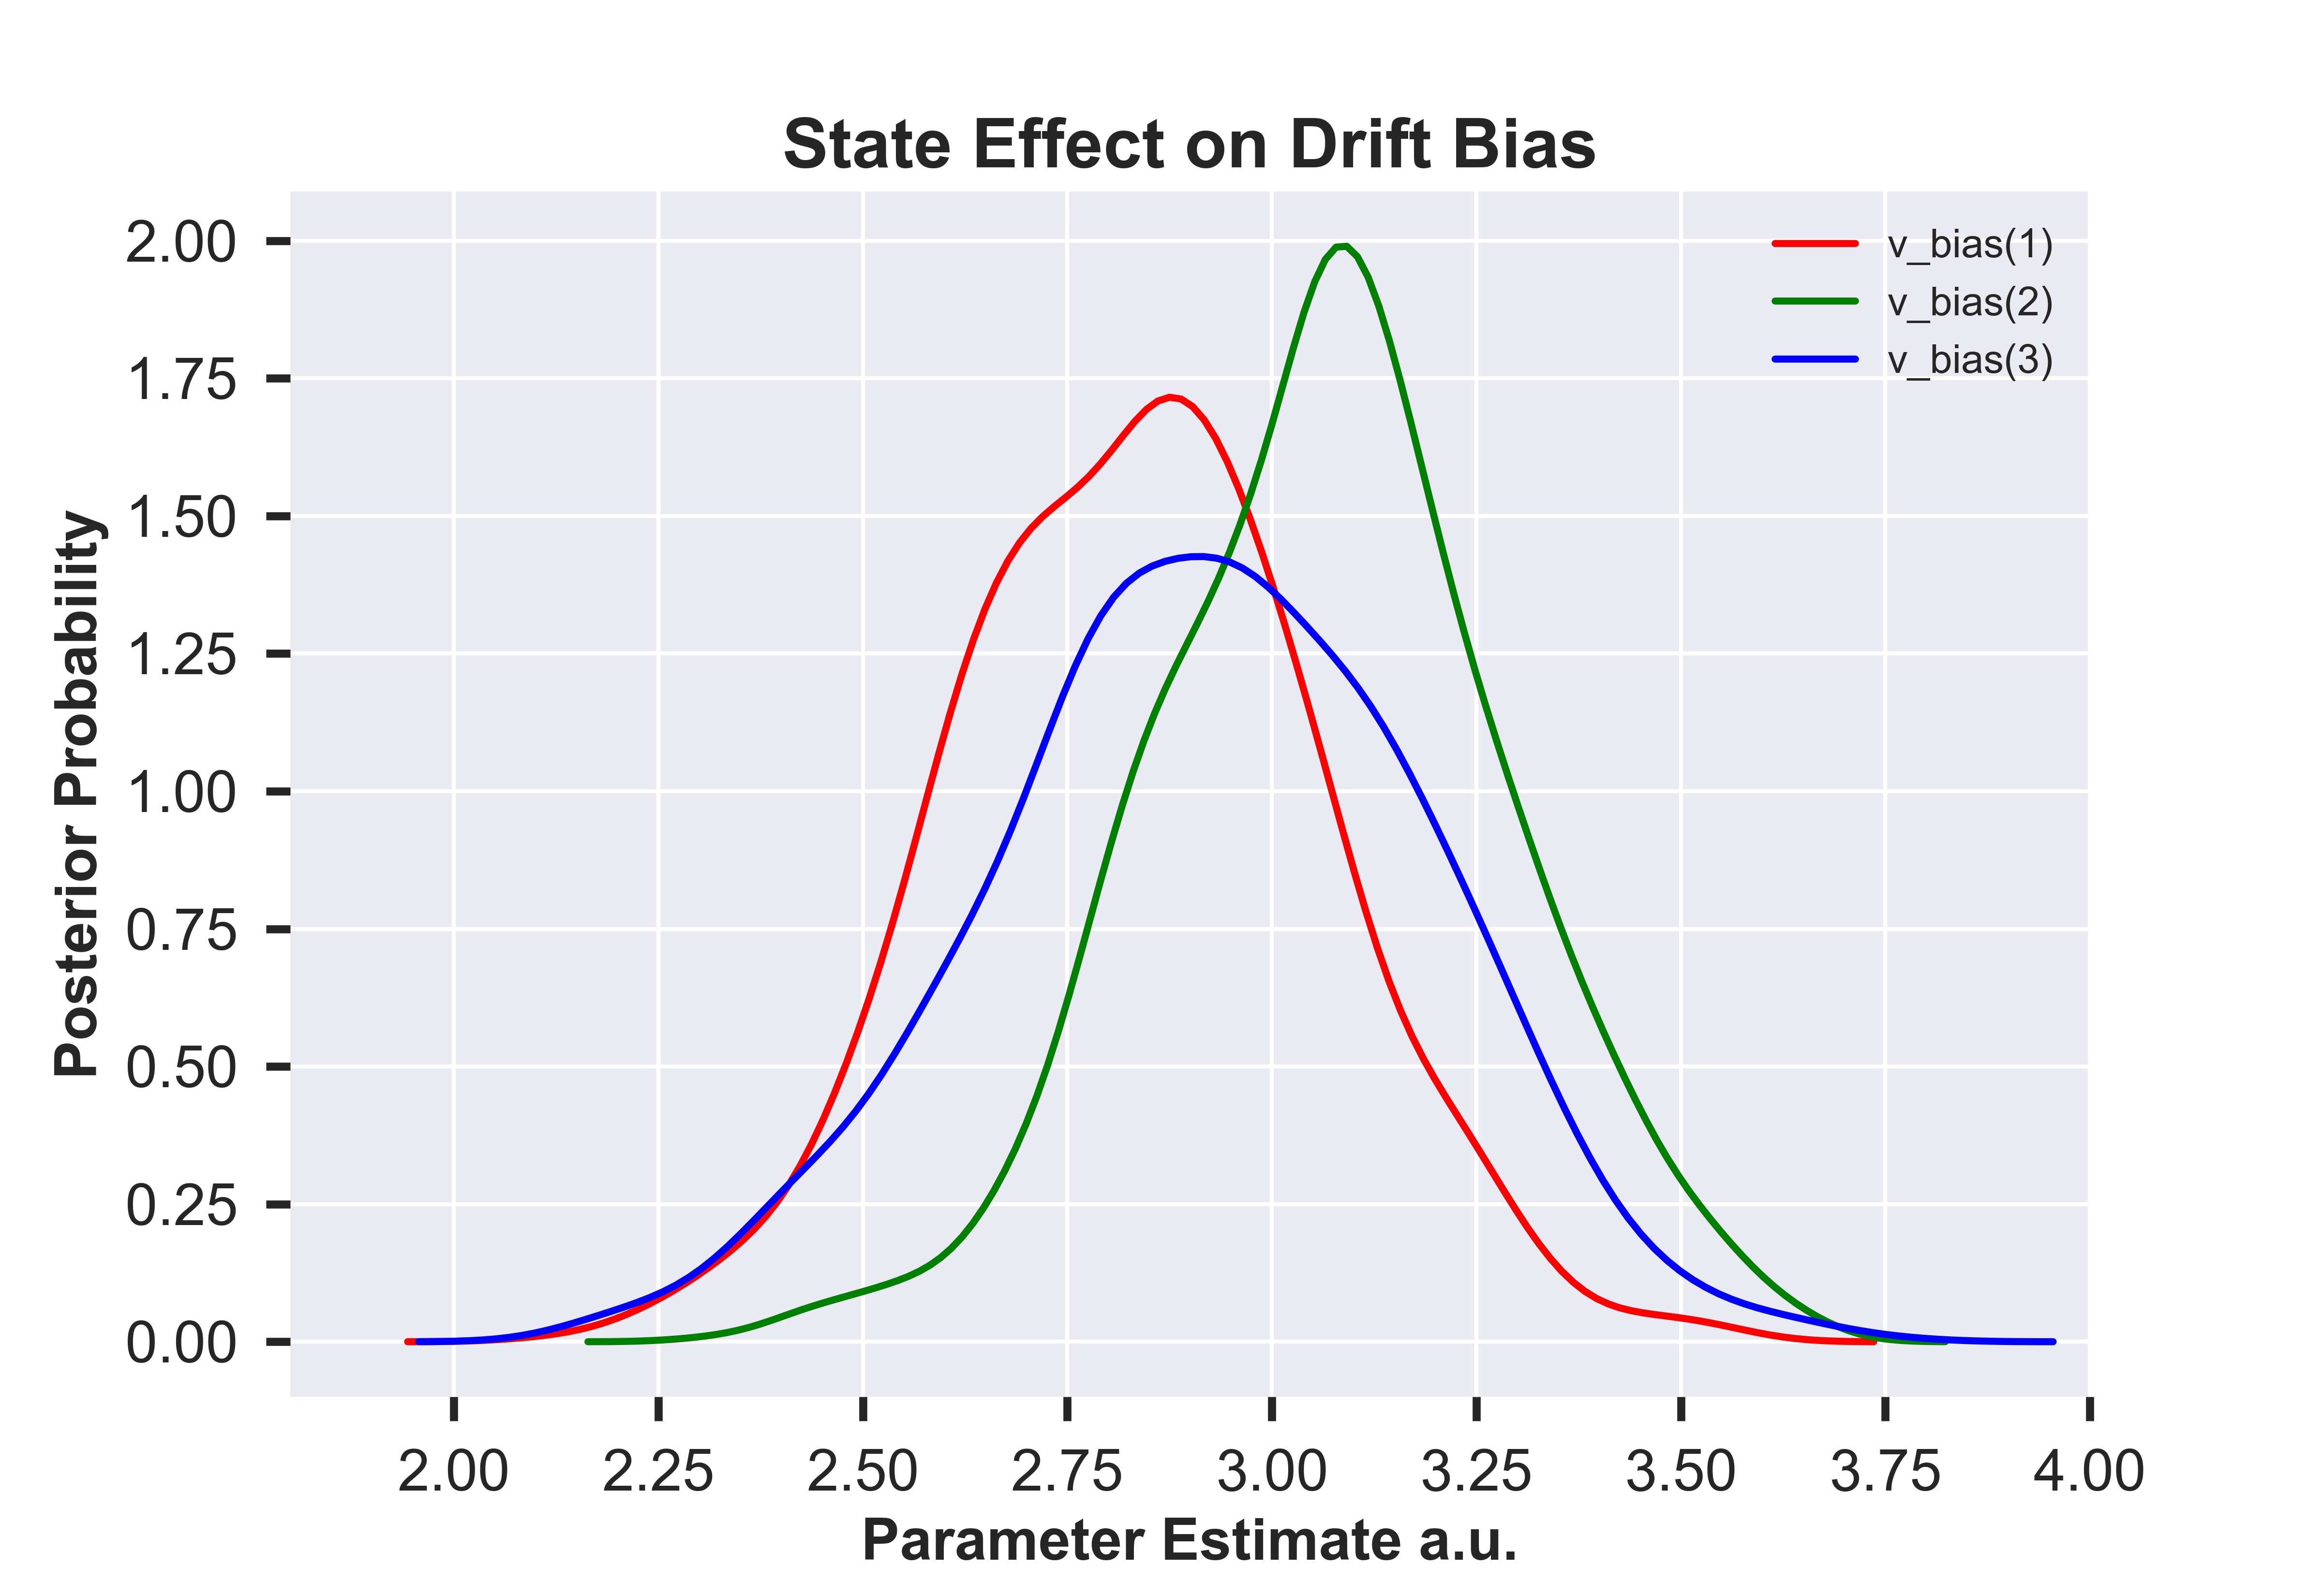 State Effect on Drift Bias
v_bias(1)
v_bias(2)
v_bias(3)
Posterior Probability
2.00
1.75
1.50
1.25
1.00
0.75
0.50
0.25
0.00
2.00 2.25 2.50 2.75 3.00 3.25 3.50 3.75 4.00
Parameter Estimate a.u.